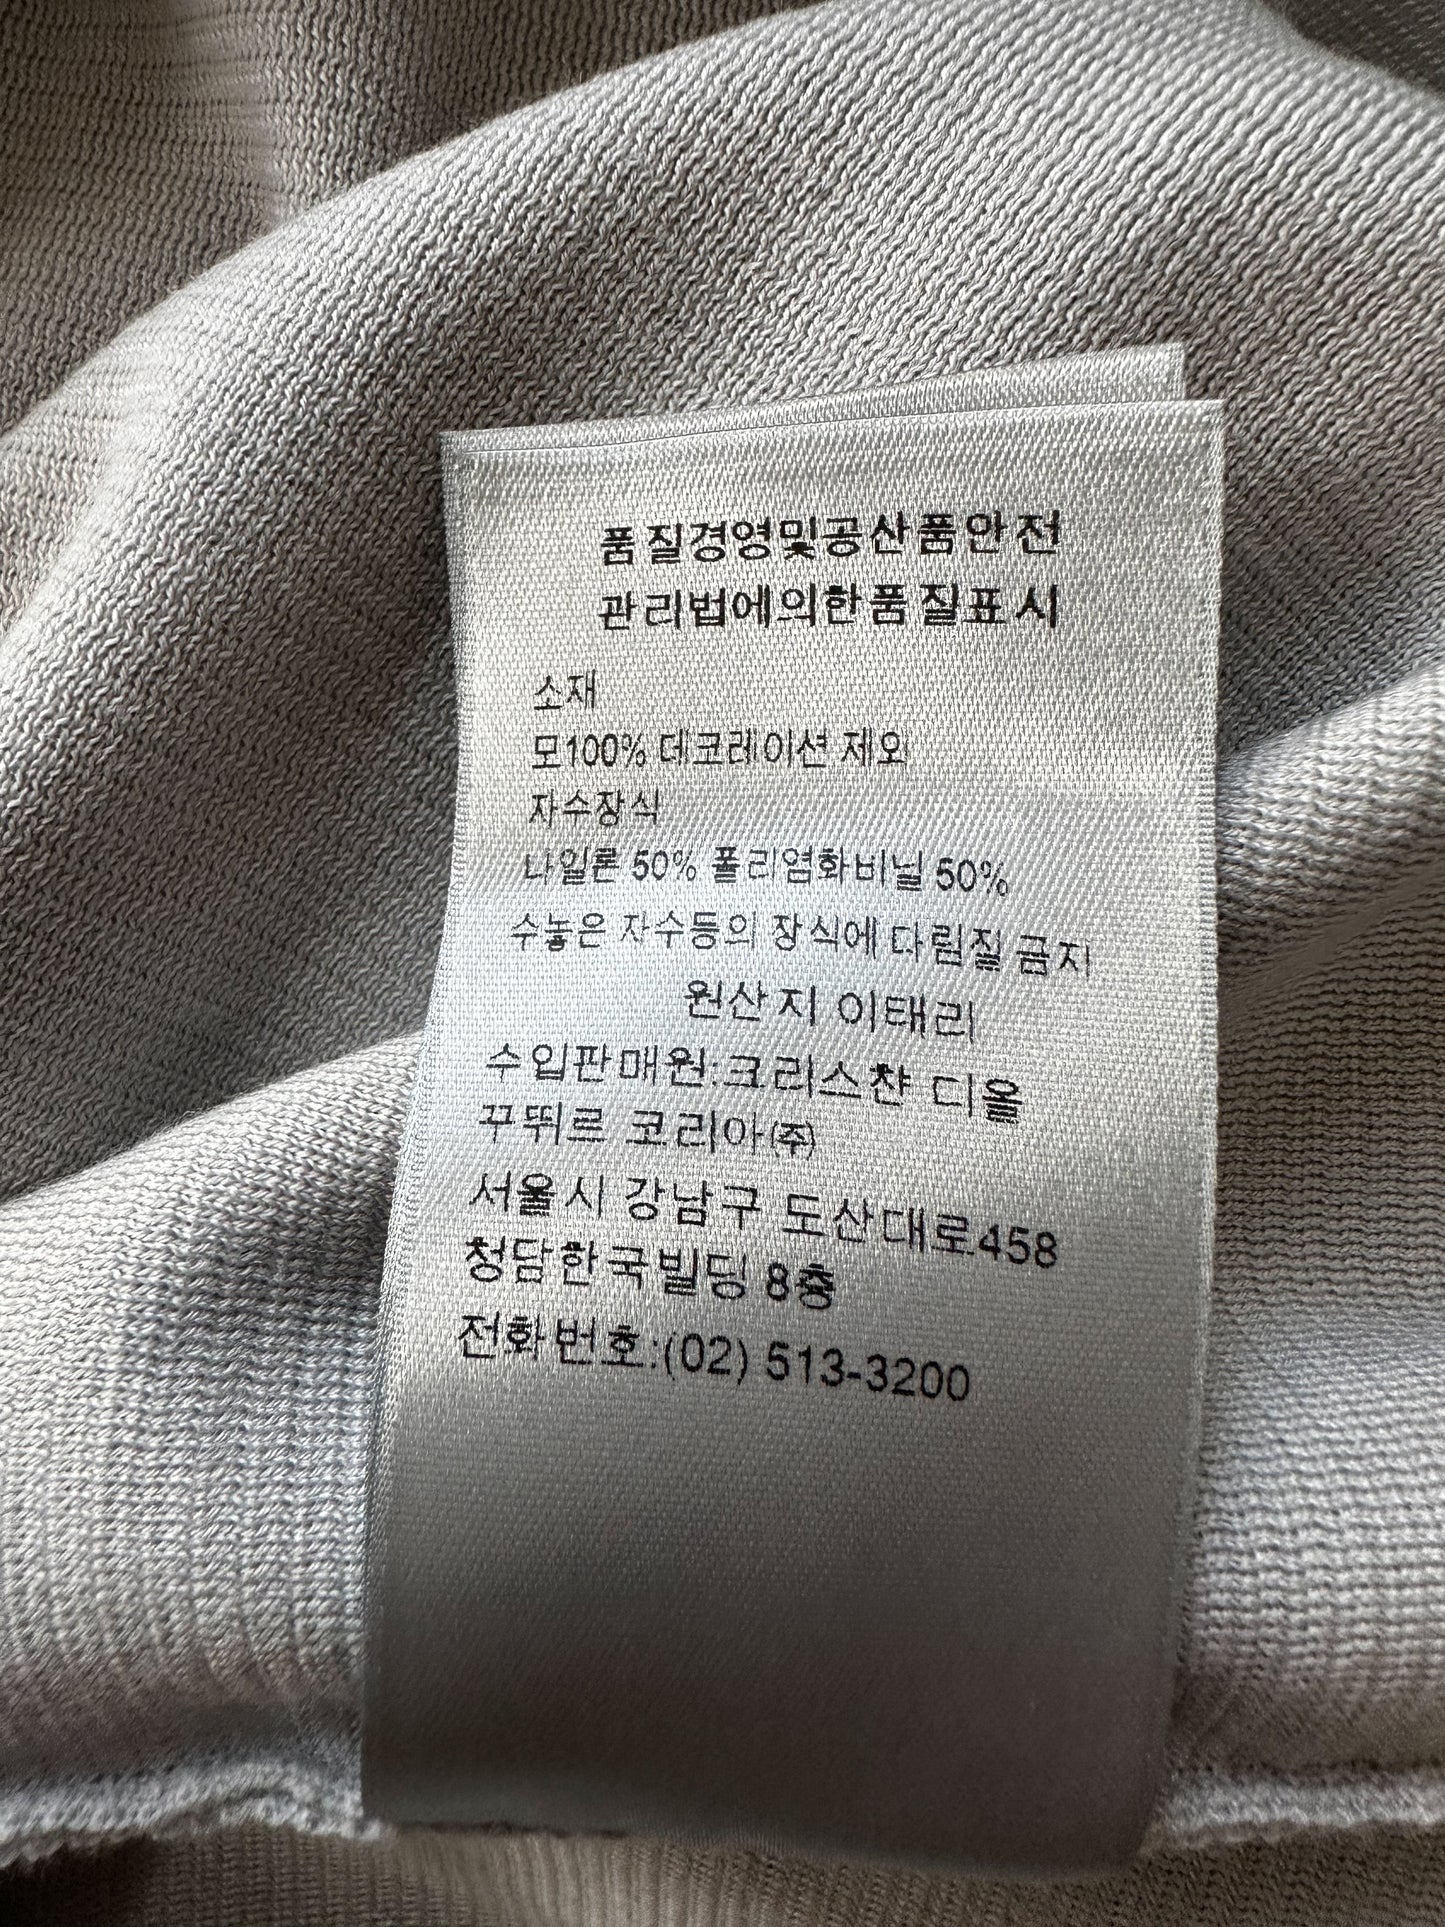 품질경영및공산품안전
관리법에의한품질표시
소재
모100% 데코레이션 제외
자수장식
나일론 50% 폴리염화비닐 50%
수놓은 자수등의 장식에 다림질 금지
원산지 이태리
수입판매원:크리스챤 디올
꾸뛰르 코리아(주)
서울시 강남구 도산대로458
청담한국빌딩 8층
전화번호:(02) 513-3200